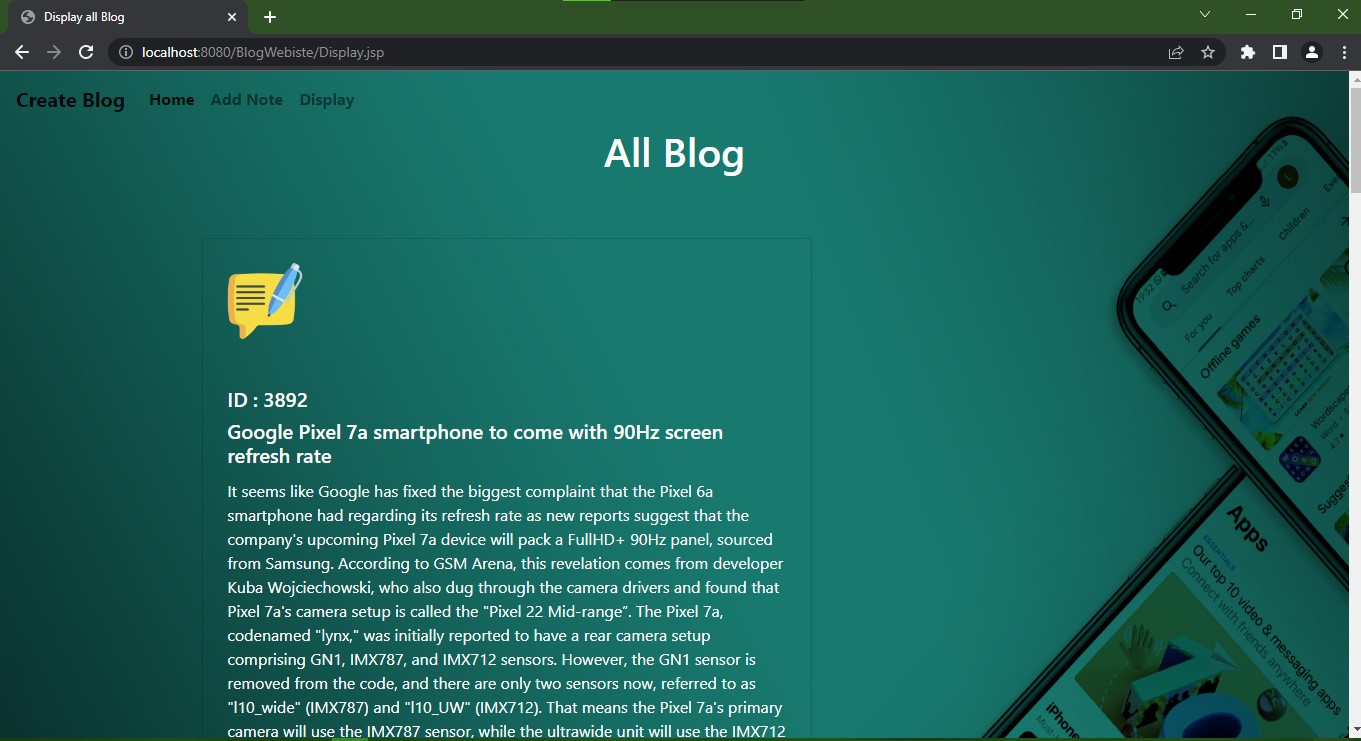 Display all Blog
localhost:8080/BlogWebiste/Display.jsp
Create Blog Home Add Note Display
All Blog
ID : 3892
Google Pixel 7a smartphone to come with 90Hz screen
refresh rate
It seems like Google has fixed the biggest complaint that the Pixel 6a
smartphone had regarding its refresh rate as new reports suggest that the
company's upcoming Pixel 7a device will pack a FullHD+ 90Hz panel, sourced
from Samsung. According to GSM Arena, this revelation comes from developer
Kuba Wojciechowski, who also dug through the camera drivers and found that
Pixel 7a's camera setup is called the "Pixel 22 Mid-range”. The Pixel 7a,
codenamed "lynx," was initially reported to have a rear camera setup
comprising GN1, IMX787, and IMX712 sensors. However, the GN1 sensor is
removed from the code, and there are only two sensors now, referred to as
"l10_wide" (IMX787) and "l10_UW" (IMX712). That means the Pixel 7a's primary
camera will use the IMX787 sensor, while the ultrawide unit will use the IMX712
19:32
11%
L
Search for apps &...
For you
Top charts
Children
Offline games
Wordscapes
Word
4.7
Apps
ESSENTIALS
Our top 10 video & messaging apps
Connect with friends anywhere
iPhone